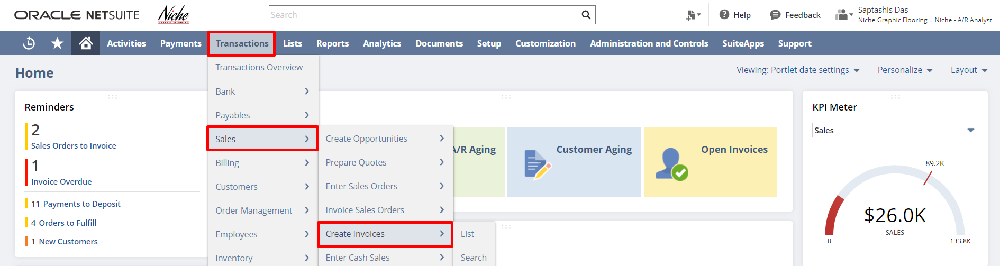 ORACLE NETSUITE
Niche
GRAPHIC FLOORING
Search
Help
Feedback
Saptashis Das
Niche Graphic Flooring - Niche - A/R Analyst
Activities
Payments
Transactions
Lists
Reports
Analytics
Documents
Setup
Customization
Administration and Controls
SuiteApps
Support
Home
Viewing: Portlet date settings
Personalize
Layout
Transactions Overview
Bank
Payables
Sales
Billing
Customers
Order Management
Employees
Inventory
Create Opportunities
Prepare Quotes
Enter Sales Orders
Invoice Sales Orders
Create Invoices
Enter Cash Sales
List
Search
Reminders
2
Sales Orders to Invoice
1
Invoice Overdue
11 Payments to Deposit
4 Orders to Fulfill
1 New Customers
A/R Aging
Customer Aging
Open Invoices
KPI Meter
Sales
89.2K
$26.0K
SALES
0
133.8K